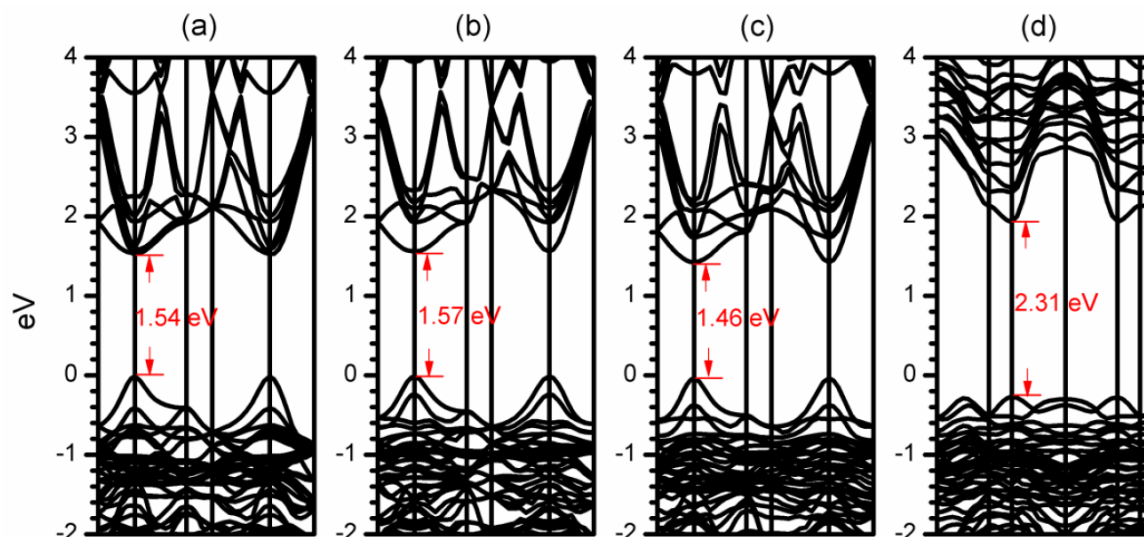 (a) (b) (c) (d)
4 4 4 4
3 3 3 3
2 2 2 2
1 1 1 1
eV
1.54 eV 1.57 eV 1.46 eV 2.31 eV
0 0 0 0
-1 -1 -1 -1
-2 -2 -2 -2